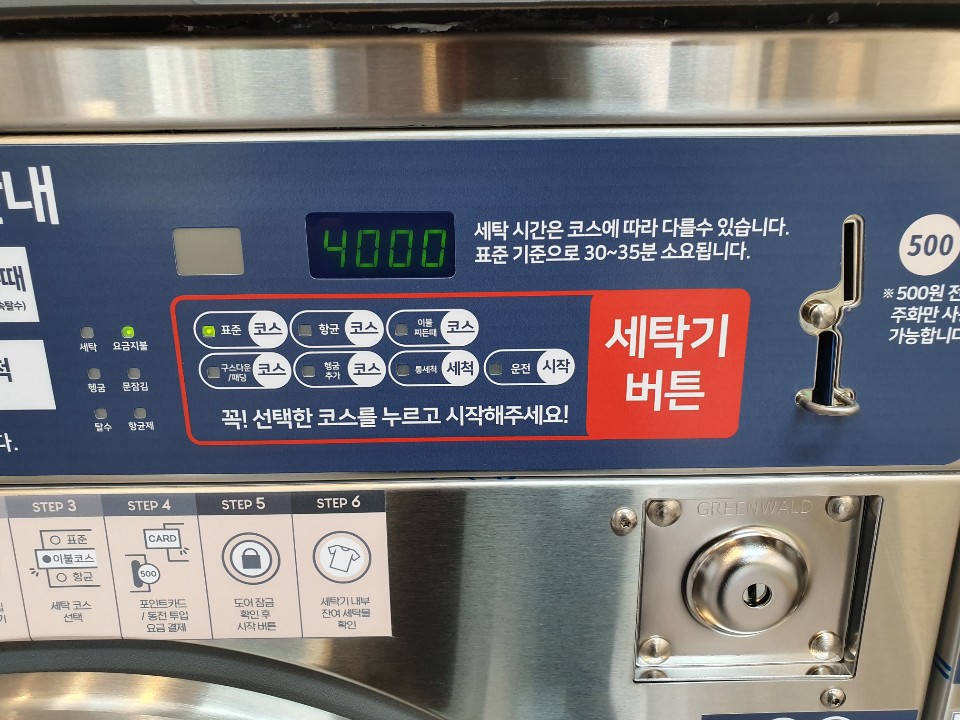 내
때
4000
세탁 시간은 코스에 따라 다를수 있습니다.
표준 기준으로 30~35분 소요됩니다.
500
※ 500원 전
주화만 사
가능합니다
세탁
요금지불
헹굼
문잠김
탈수
항균제
표준 코스
항균 코스
이불
찌든때
코스
구스다운
/패딩
코스
헹굼
추가
코스
통세척 세척
운전 시작
꼭! 선택한 코스를 누르고 시작해주세요!
세탁기
버튼
척
다.
STEP 3
표준
이불코스
항균
세탁 코스
선택
STEP 4
CARD
500
포인트카드
/ 동전 투입
요금 결제
STEP 5
도어 잠금
확인 후
시작 버튼
STEP 6
세탁기 내부
잔여 세탁물
확인
GREENWALD